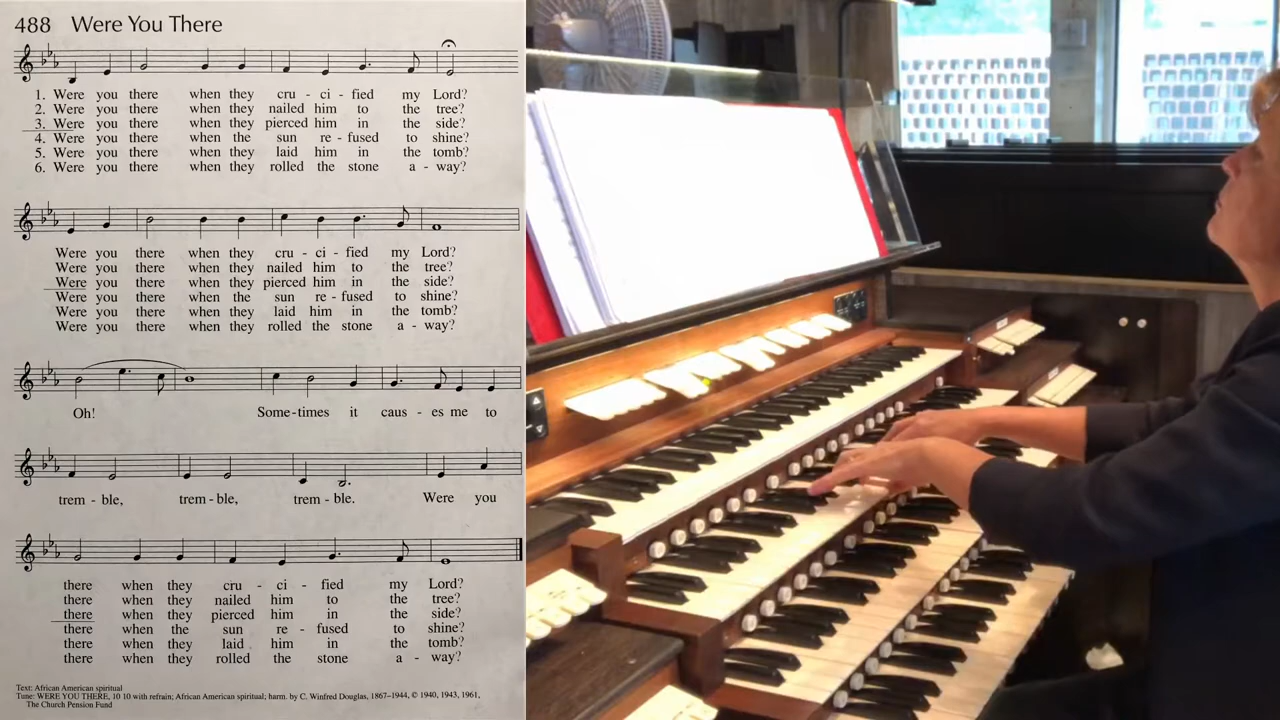 488 Were You There
1. Were you there when they cru - ci - fied my Lord?
2. Were you there when they nailed him to the tree?
3. Were you there when they pierced him in the side?
4. Were you there when the sun re - fused to shine?
5. Were you there when they laid him in the tomb?
6. Were you there when they rolled the stone a - way?
Were you there when they cru - ci - fied my Lord?
Were you there when they nailed him to the tree?
Were you there when they pierced him in the side?
Were you there when the sun re - fused to shine?
Were you there when they laid him in the tomb?
Were you there when they rolled the stone a - way?
Oh! Some - times it caus - es me to
trem - ble, trem - ble, trem - ble. Were you
there when they cru - ci - fied my Lord?
there when they nailed him to the tree?
there when they pierced him in the side?
there when the sun re - fused to shine?
there when they laid him in the tomb?
there when they rolled the stone a - way?
Text: African American spiritual
Tune: WERE YOU THERE, 10 10 with refrain; African American spiritual; harm. by C. Winfred Douglas, 1867–1944, © 1940, 1943, 1961,
The Church Pension Fund